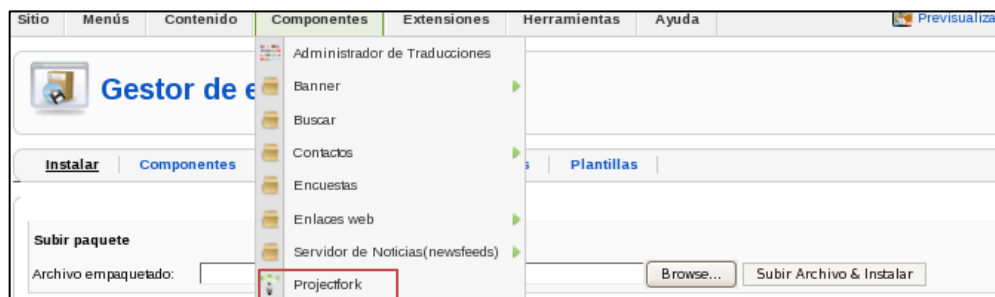 Sitio Menús Contenido Componentes Extensiones Herramientas Ayuda Previsualiza
Administrador de Traducciones
Gestor de e
Banner
Buscar
Instalar Componentes Contactos s Plantillas
Encuestas
Enlaces web
Subir paquete
Servidor de Noticias(newsfeeds)
Archivo empaquetado: Browse... Subir Archivo & Instalar
Projectfork